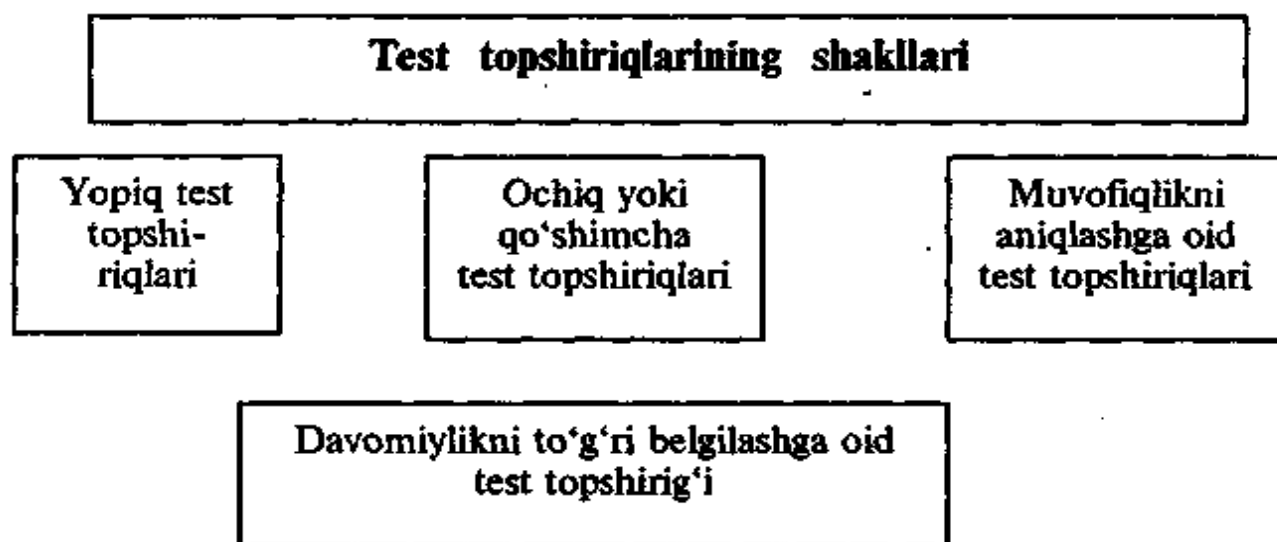 Test topshiriqlarining shakllari
Yopiq test
topshi-
riqlari
Ochiq yoki
qo‘shimcha
test topshiriqlari
Muvofiqlikni
aniqlashga oid
test topshiriqlari
Davomiylikni to‘g‘ri belgilashga oid
test topshirig‘i